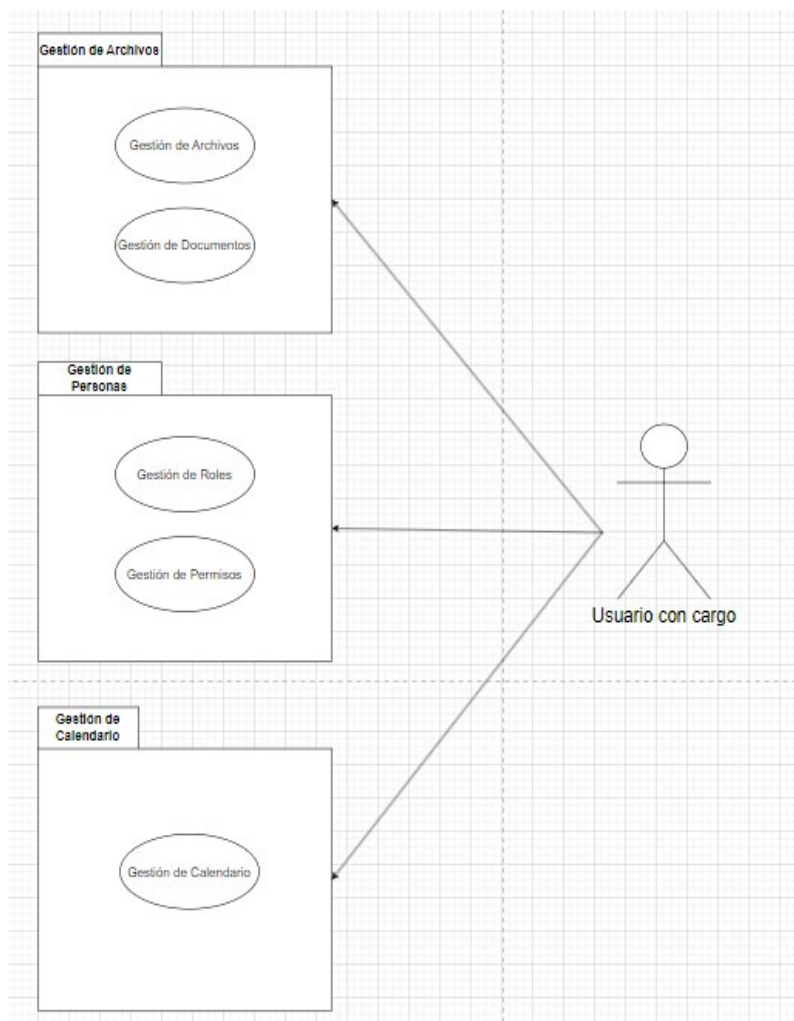 Gestión de Archivos
Gestión de Archivos
Gestión de Documentos
Gestión de
Personas
Gestión de Roles
Gestión de Permisos
Usuario con cargo
Gestión de
Calendario
Gestión de Calendario